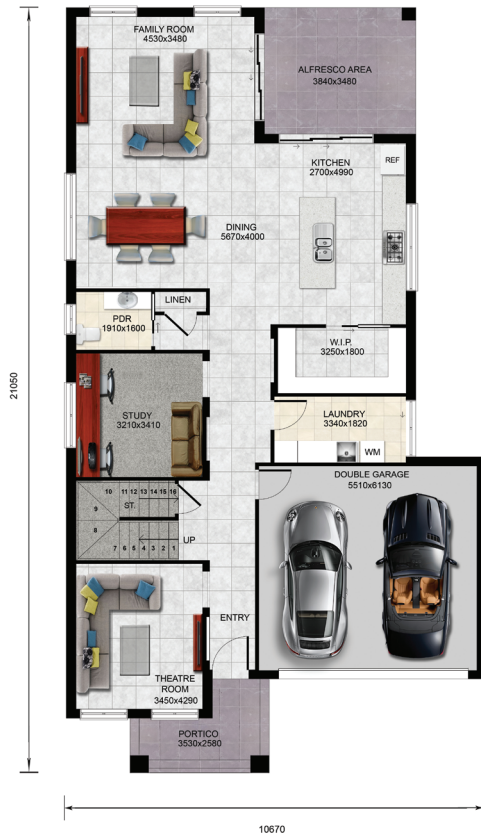 FAMILY ROOM
4530x3480
ALFRESCO AREA
3840x3480
KITCHEN
2700x4990
REF
DINING
5670x4000
LINEN
PDR
1910x1600
W.I.P.
3250x1800
21050
STUDY
3210x3410
LAUNDRY
3340x1820
WM
DOUBLE GARAGE
5510x6130
10 11 12 13 14 15 16
9
ST.
8
UP
7 6 5 4 3 2 1
ENTRY
THEATRE
ROOM
3450x4290
PORTICO
3530x2580
10670